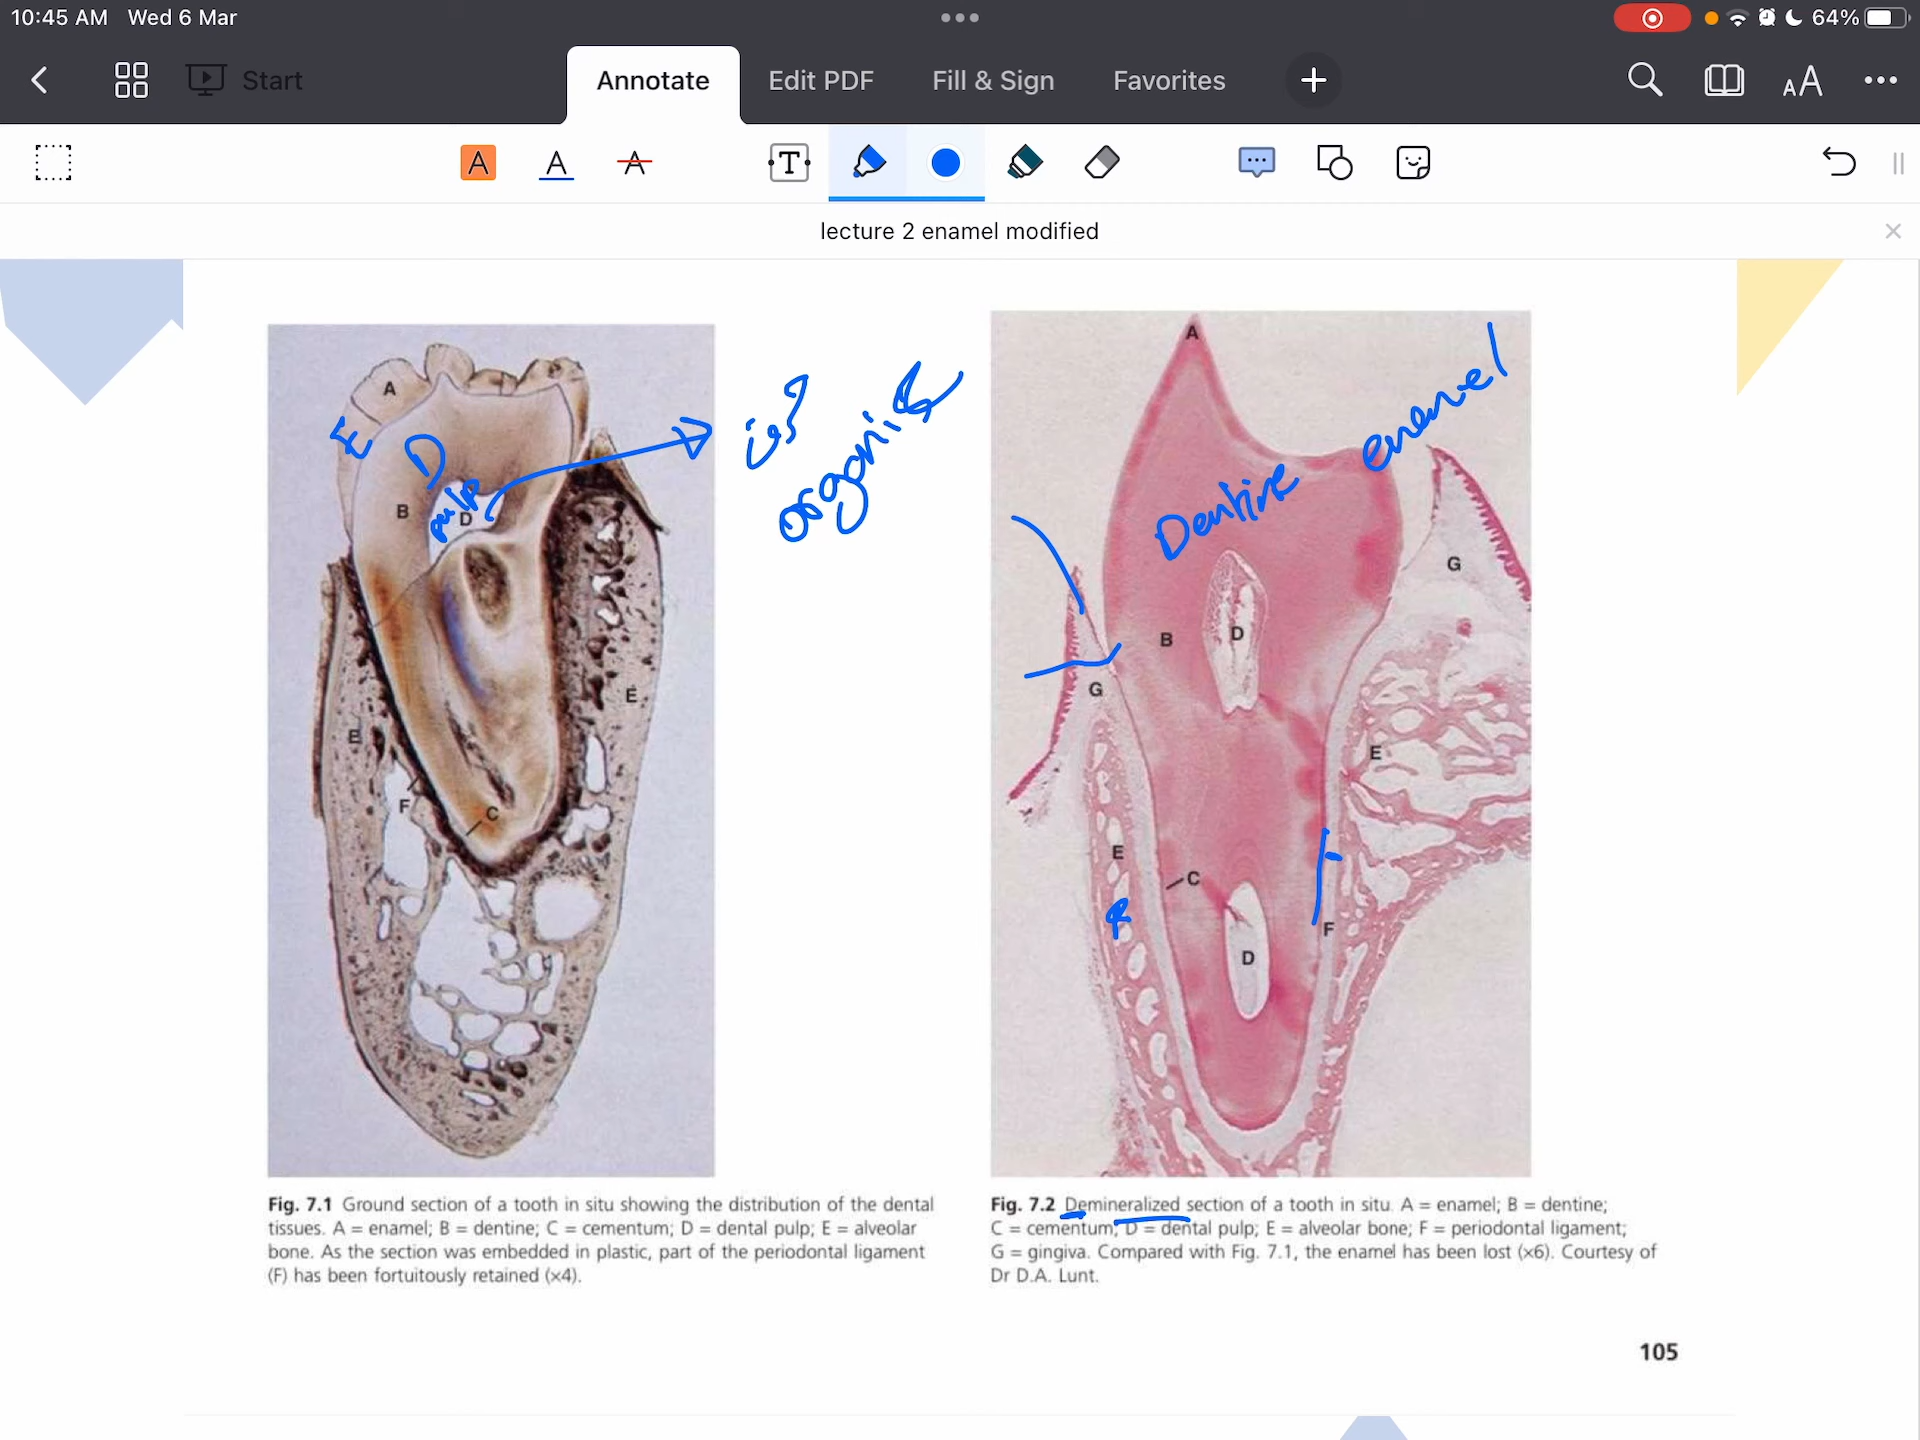 10:45 AM Wed 6 Mar
64%
Start
Annotate
Edit PDF
Fill & Sign
Favorites
lecture 2 enamel modified
A
E
D
B
pulp
D
E
E
F
C
organic
A
enamel
Dentine
G
B
D
G
E
E
C
F
D
Fig. 7.1 Ground section of a tooth in situ showing the distribution of the dental
tissues. A = enamel; B = dentine; C = cementum; D = dental pulp; E = alveolar
bone. As the section was embedded in plastic, part of the periodontal ligament
(F) has been fortuitously retained (×4).
Fig. 7.2 Demineralized section of a tooth in situ. A = enamel; B = dentine;
C = cementum; D = dental pulp; E = alveolar bone; F = periodontal ligament;
G = gingiva. Compared with Fig. 7.1, the enamel has been lost (×6). Courtesy of
Dr D.A. Lunt.
105